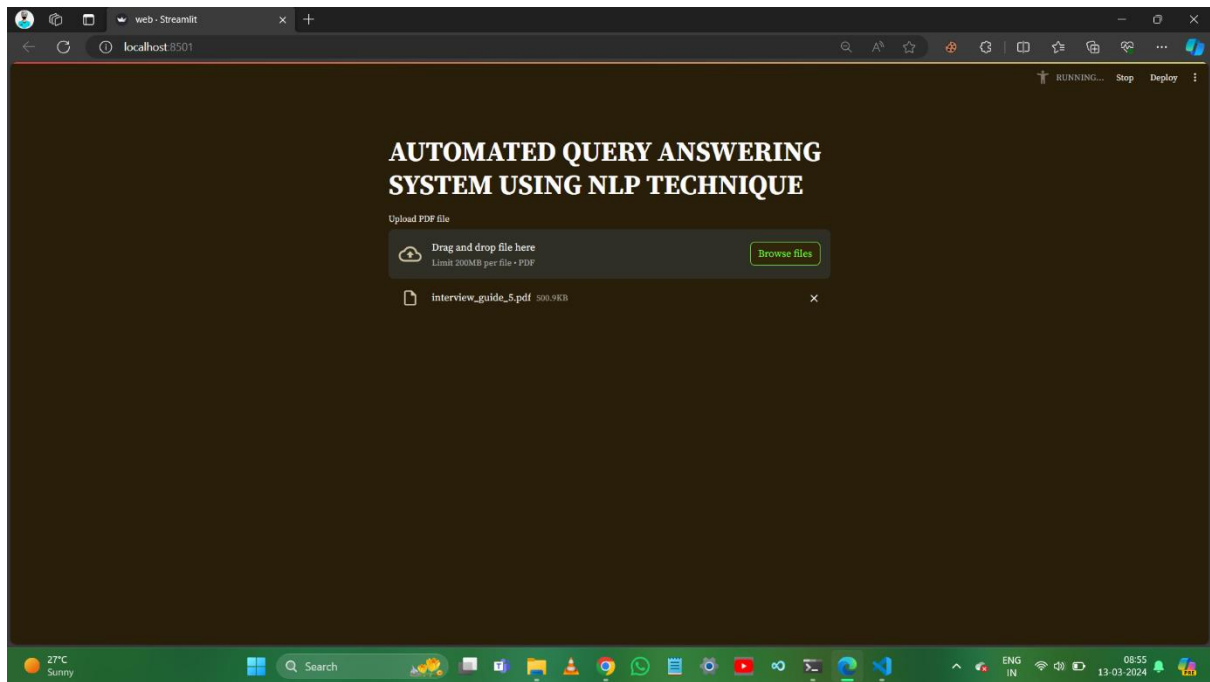 web - Streamlit
localhost:8501
RUNNING... Stop Deploy
AUTOMATED QUERY ANSWERING
SYSTEM USING NLP TECHNIQUE
Upload PDF file
Drag and drop file here
Limit 200MB per file • PDF
Browse files
interview_guide_5.pdf 500.9KB
27°C
Sunny
Search
ENG
IN
08:55
13-03-2024